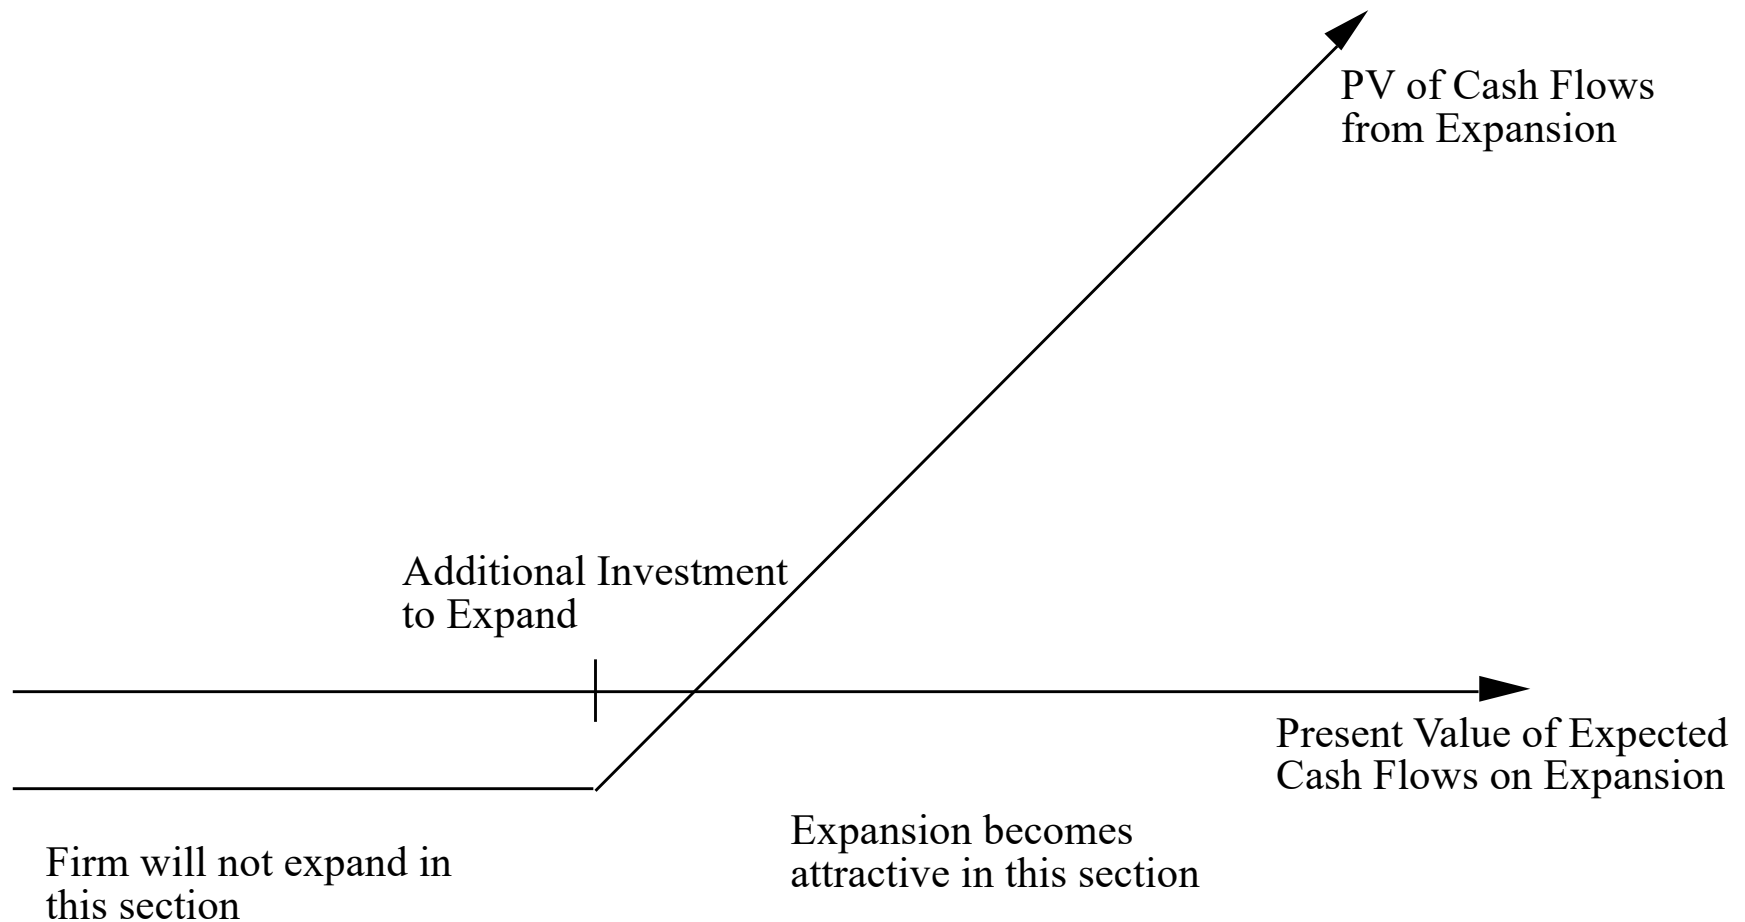 PV of Cash Flows
from Expansion
Additional Investment
to Expand
Present Value of Expected
Cash Flows on Expansion
Expansion becomes
attractive in this section
Firm will not expand in
this section